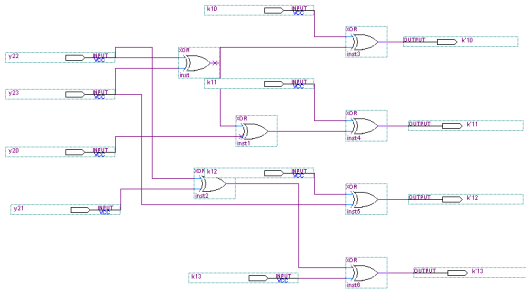 k10 INPUT VCC
XOR inst3
OUTPUT k'10
y22 INPUT VCC
XOR inst
k11 INPUT VCC
y23 INPUT VCC
XOR inst1
XOR inst4
OUTPUT k'11
y20 INPUT VCC
XOR inst2
k12 INPUT VCC
XOR inst5
OUTPUT k'12
y21 INPUT VCC
XOR inst6
k13 INPUT VCC
OUTPUT k'13